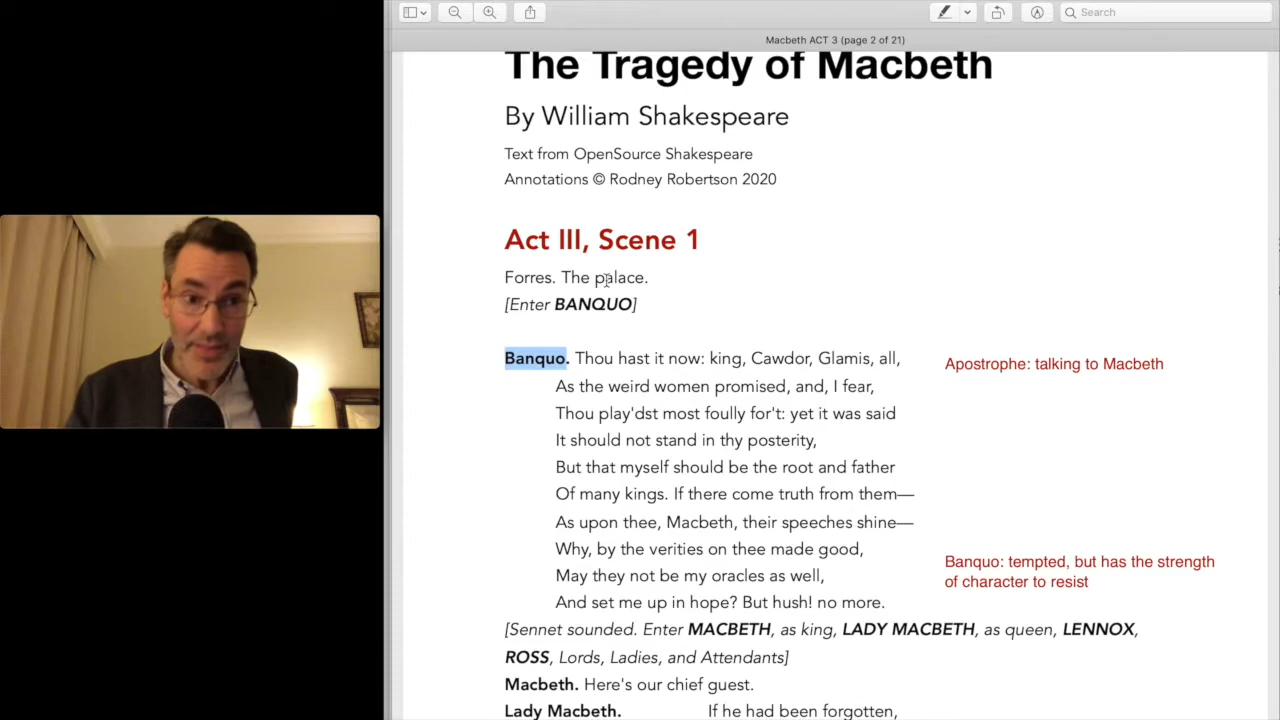 Search
Macbeth ACT 3 (page 2 of 21)
The Tragedy of Macbeth
By William Shakespeare
Text from OpenSource Shakespeare
Annotations © Rodney Robertson 2020
Act III, Scene 1
Forres. The palace.
[Enter BANQUO]
Banquo. Thou hast it now: king, Cawdor, Glamis, all,
Apostrophe: talking to Macbeth
As the weird women promised, and, I fear,
Thou play'dst most foully for't: yet it was said
It should not stand in thy posterity,
But that myself should be the root and father
Of many kings. If there come truth from them—
As upon thee, Macbeth, their speeches shine—
Why, by the verities on thee made good,
May they not be my oracles as well,
And set me up in hope? But hush! no more.
Banquo: tempted, but has the strength
of character to resist
[Sennet sounded. Enter MACBETH, as king, LADY MACBETH, as queen, LENNOX,
ROSS, Lords, Ladies, and Attendants]
Macbeth. Here's our chief guest.
Lady Macbeth. If he had been forgotten,